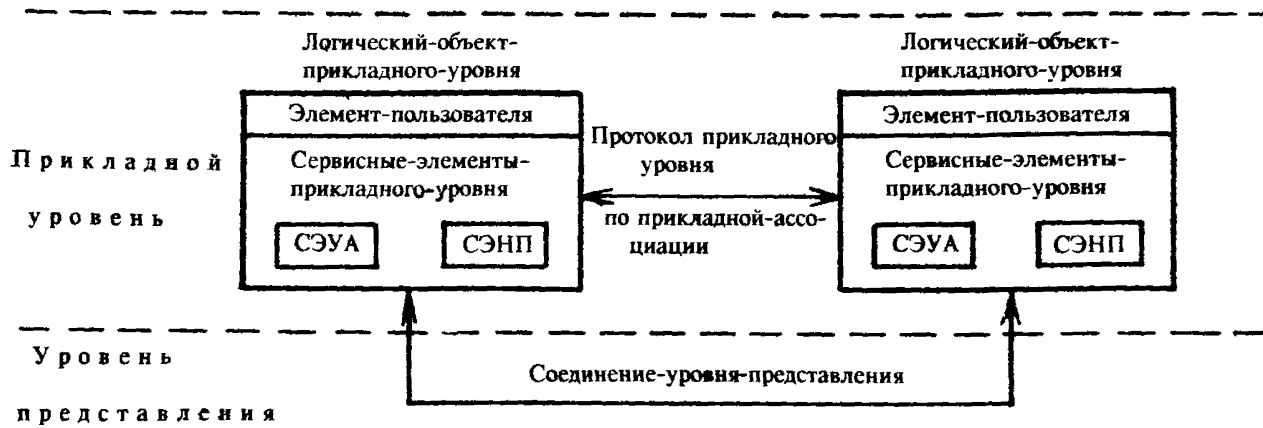 Логический-объект-
прикладного-уровня
Элемент-пользователя
Сервисные-элементы-
прикладного-уровня
СЭУА
СЭНП
Прикладной
уровень
Протокол прикладного
уровня
по прикладной-ассо-
циации
Логический-объект-
прикладного-уровня
Элемент-пользователя
Сервисные-элементы-
прикладного-уровня
СЭУА
СЭНП
Уровень
представления
Соединение-уровня-представления